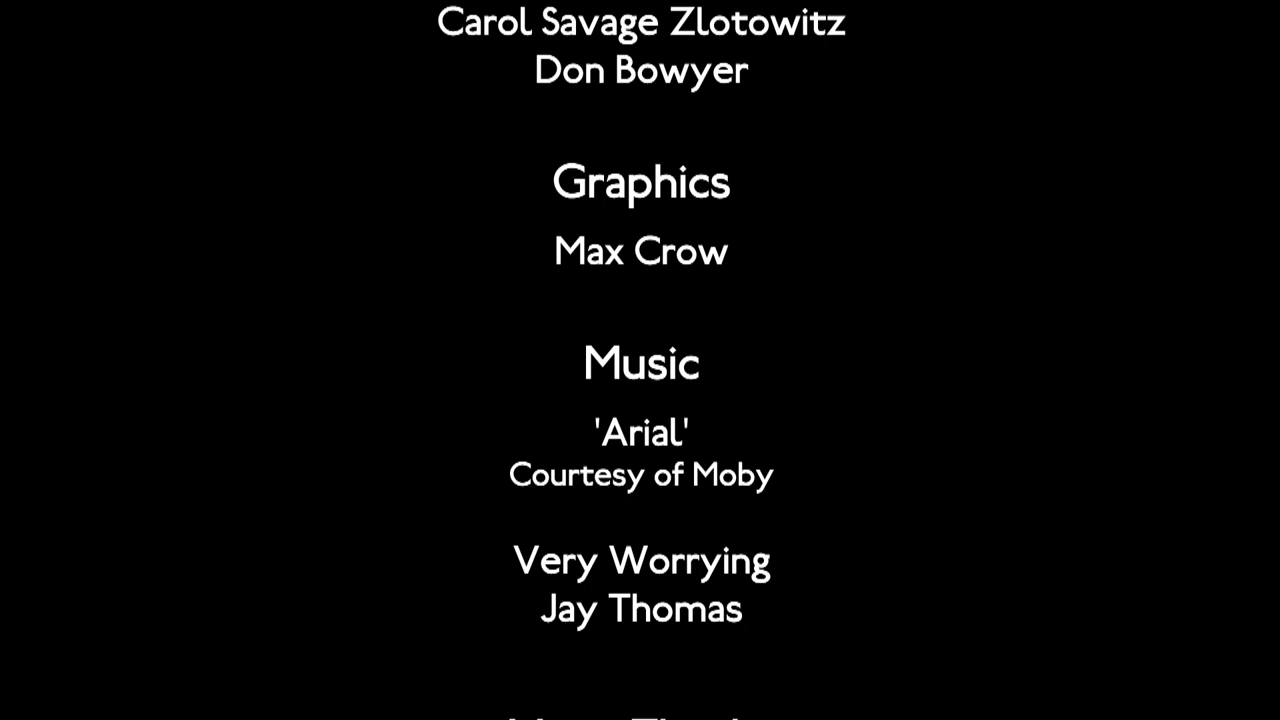 Carol Savage Zlotowitz
Don Bowyer
Graphics
Max Crow
Music
'Arial'
Courtesy of Moby
Very Worrying
Jay Thomas